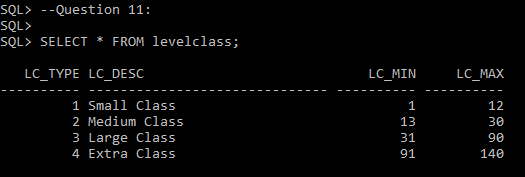 SQL> --Question 11:
SQL>
SQL> SELECT * FROM levelclass;
LC_TYPE LC_DESC LC_MIN LC_MAX
---------- ------------------------------ ---------- ----------
1 Small Class 1 12
2 Medium Class 13 30
3 Large Class 31 90
4 Extra Class 91 140